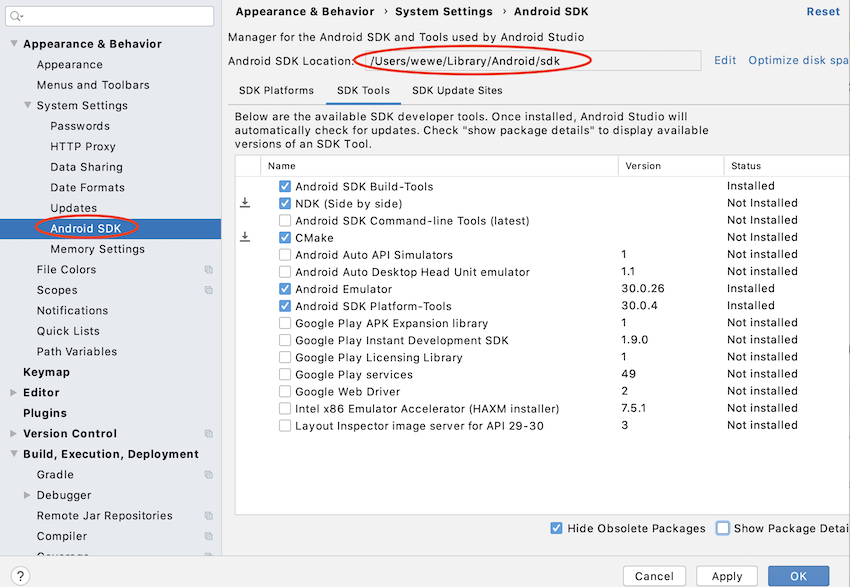 Appearance & Behavior › System Settings › Android SDK
Reset
Manager for the Android SDK and Tools used by Android Studio
Android SDK Location: /Users/wewe/Library/Android/sdk
Edit Optimize disk spa
SDK Platforms SDK Tools SDK Update Sites
Below are the available SDK developer tools. Once installed, Android Studio will
automatically check for updates. Check "show package details" to display available
versions of an SDK Tool.
Name Version Status
Android SDK Build-Tools Installed
NDK (Side by side) Not Installed
Android SDK Command-line Tools (latest) Not Installed
CMake Not Installed
Android Auto API Simulators 1 Not installed
Android Auto Desktop Head Unit emulator 1.1 Not installed
Android Emulator 30.0.26 Installed
Android SDK Platform-Tools 30.0.4 Installed
Google Play APK Expansion library 1 Not installed
Google Play Instant Development SDK 1.9.0 Not installed
Google Play Licensing Library 1 Not installed
Google Play services 49 Not installed
Google Web Driver 2 Not installed
Intel x86 Emulator Accelerator (HAXM installer) 7.5.1 Not installed
Layout Inspector image server for API 29-30 3 Not installed
Hide Obsolete Packages Show Package Detai
Appearance & Behavior
Appearance
Menus and Toolbars
System Settings
Passwords
HTTP Proxy
Data Sharing
Date Formats
Updates
Android SDK
Memory Settings
File Colors
Scopes
Notifications
Quick Lists
Path Variables
Keymap
Editor
Plugins
Version Control
Build, Execution, Deployment
Gradle
Debugger
Remote Jar Repositories
Compiler
Coverage
?
Cancel Apply OK